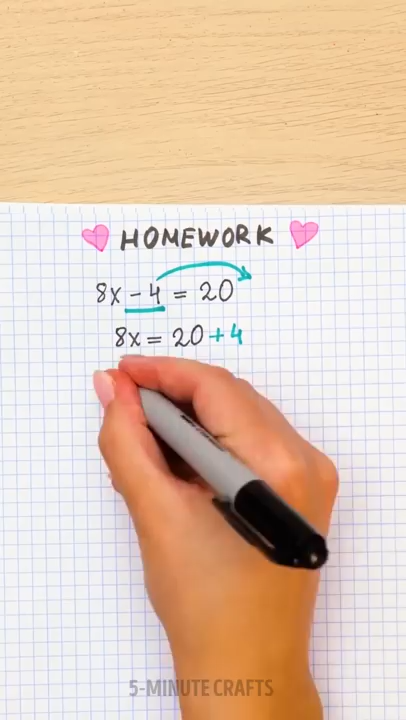 HOMEWORK
8x - 4 = 20
8x = 20 + 4
5-MINUTE CRAFTS